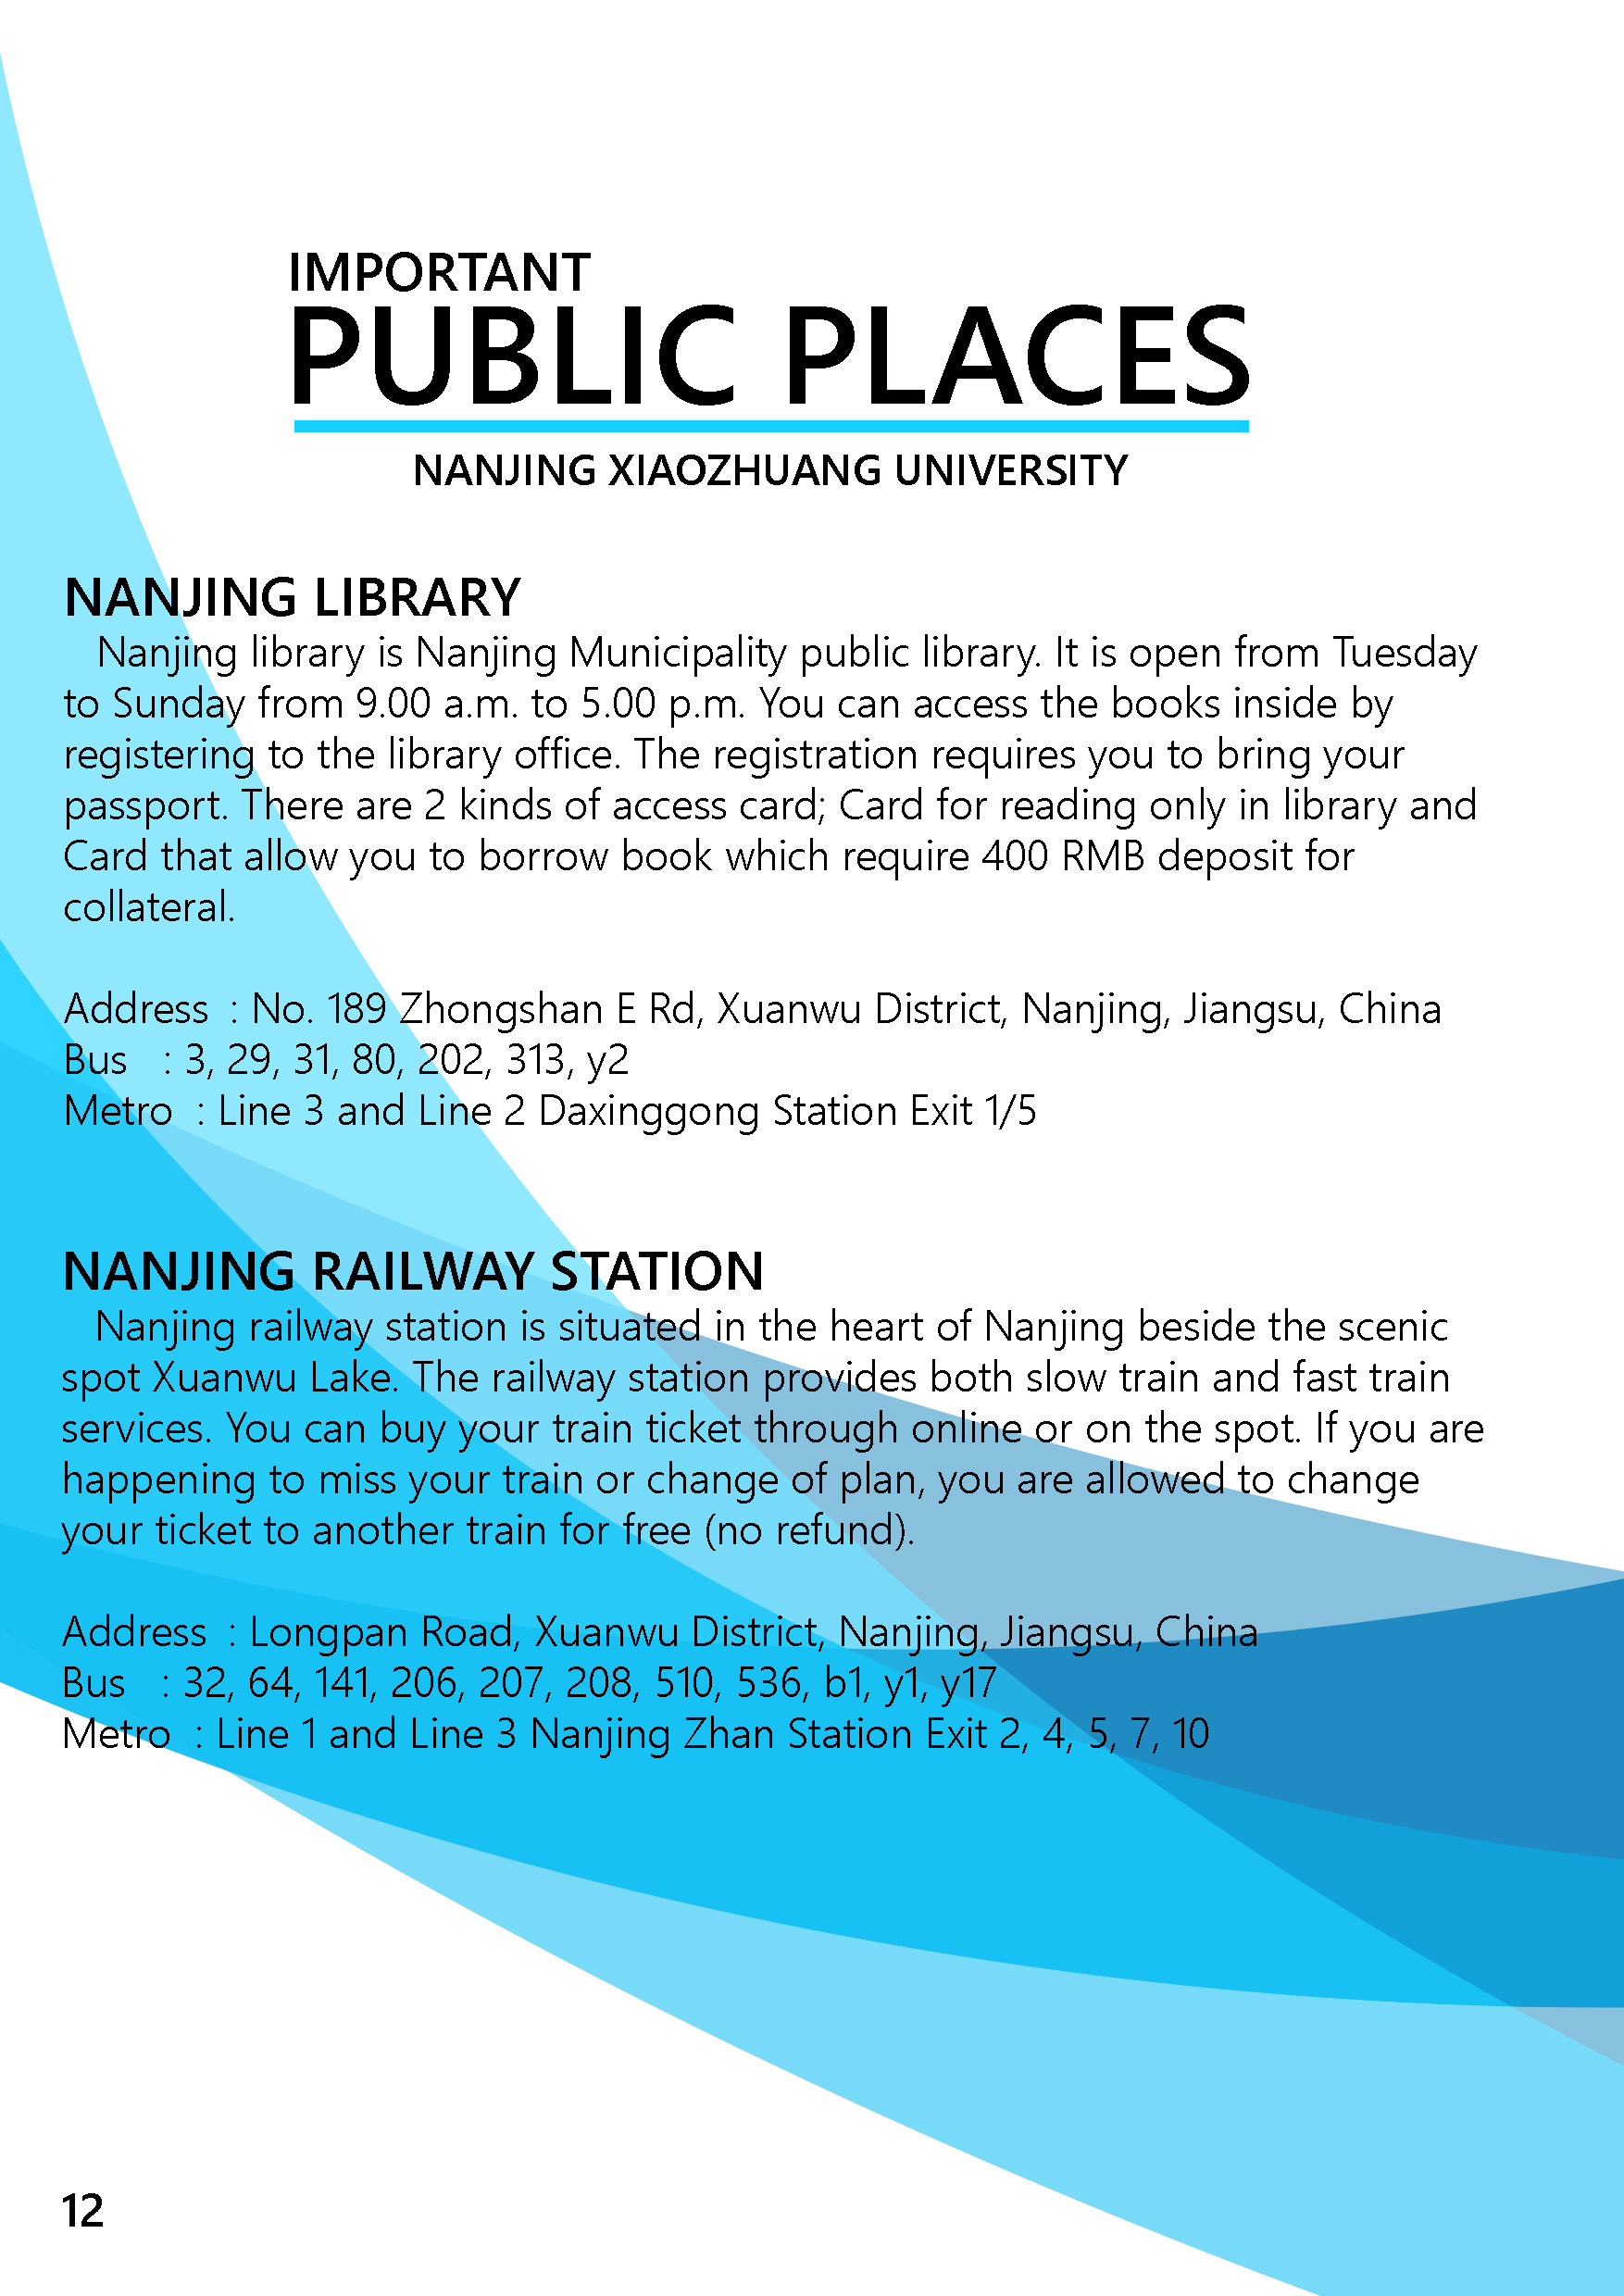 IMPORTANT
PUBLIC PLACES
NANJING XIAOZHUANG UNIVERSITY
NANJING LIBRARY
Nanjing library is Nanjing Municipality public library. It is open from Tuesday
to Sunday from 9.00 a.m. to 5.00 p.m. You can access the books inside by
registering to the library office. The registration requires you to bring your
passport. There are 2 kinds of access card; Card for reading only in library and
Card that allow you to borrow book which require 400 RMB deposit for
collateral.
Address : No. 189 Zhongshan E Rd, Xuanwu District, Nanjing, Jiangsu, China
Bus : 3, 29, 31, 80, 202, 313, y2
Metro : Line 3 and Line 2 Daxinggong Station Exit 1/5
NANJING RAILWAY STATION
Nanjing railway station is situated in the heart of Nanjing beside the scenic
spot Xuanwu Lake. The railway station provides both slow train and fast train
services. You can buy your train ticket through online or on the spot. If you are
happening to miss your train or change of plan, you are allowed to change
your ticket to another train for free (no refund).
Address : Longpan Road, Xuanwu District, Nanjing, Jiangsu, China
Bus : 32, 64, 141, 206, 207, 208, 510, 536, b1, y1, y17
Metro : Line 1 and Line 3 Nanjing Zhan Station Exit 2, 4, 5, 7, 10
12